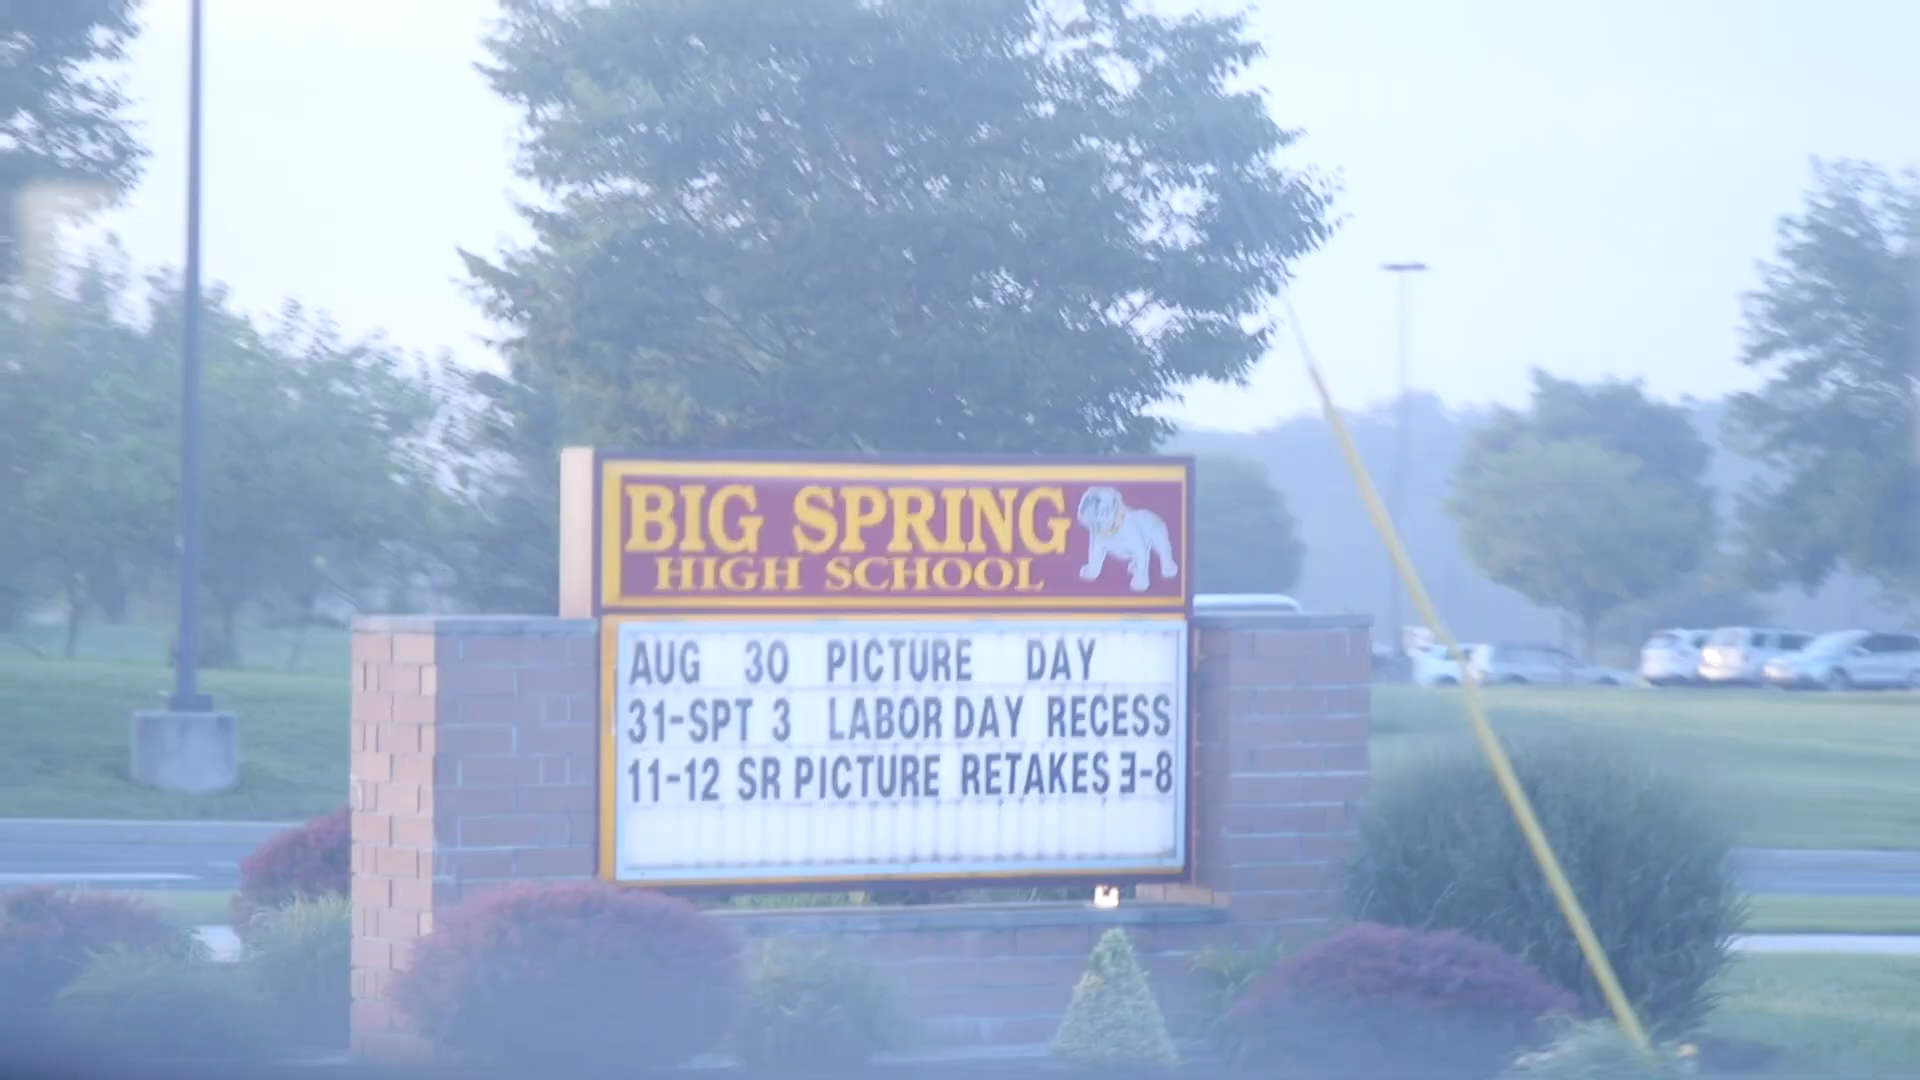 BIG SPRING
HIGH SCHOOL
AUG 30 PICTURE DAY
31-SPT 3 LABOR DAY RECESS
11-12 SR PICTURE RETAKES 3-8